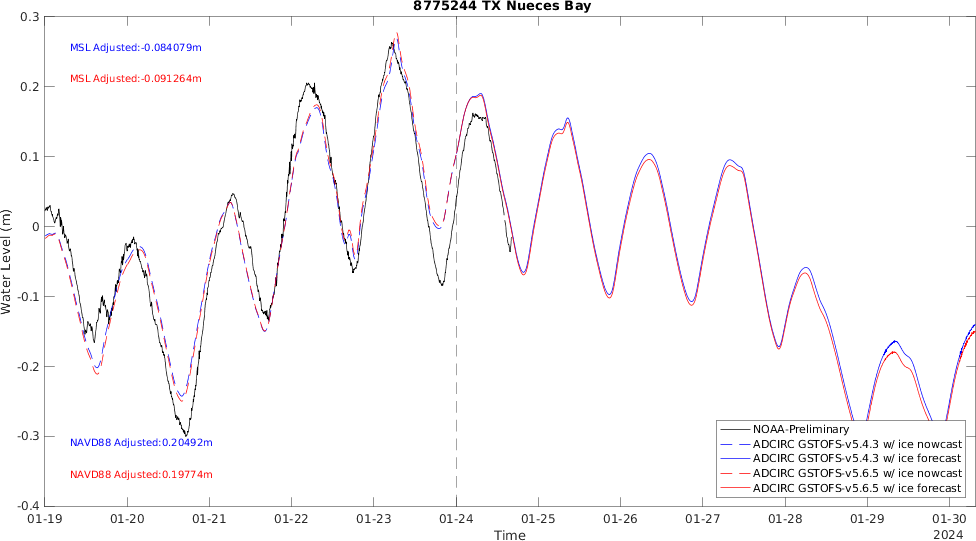 8775244 TX Nueces Bay
0.3
0.2
0.1
0
-0.1
-0.2
-0.3
-0.4
Water Level (m)
MSL Adjusted:-0.084079m
MSL Adjusted:-0.091264m
NAVD88 Adjusted:0.20492m
NAVD88 Adjusted:0.19774m
NOAA-Preliminary
ADCIRC GSTOFS-v5.4.3 w/ ice nowcast
ADCIRC GSTOFS-v5.4.3 w/ ice forecast
ADCIRC GSTOFS-v5.6.5 w/ ice nowcast
ADCIRC GSTOFS-v5.6.5 w/ ice forecast
01-19 01-20 01-21 01-22 01-23 01-24 01-25 01-26 01-27 01-28 01-29 01-30
Time
2024